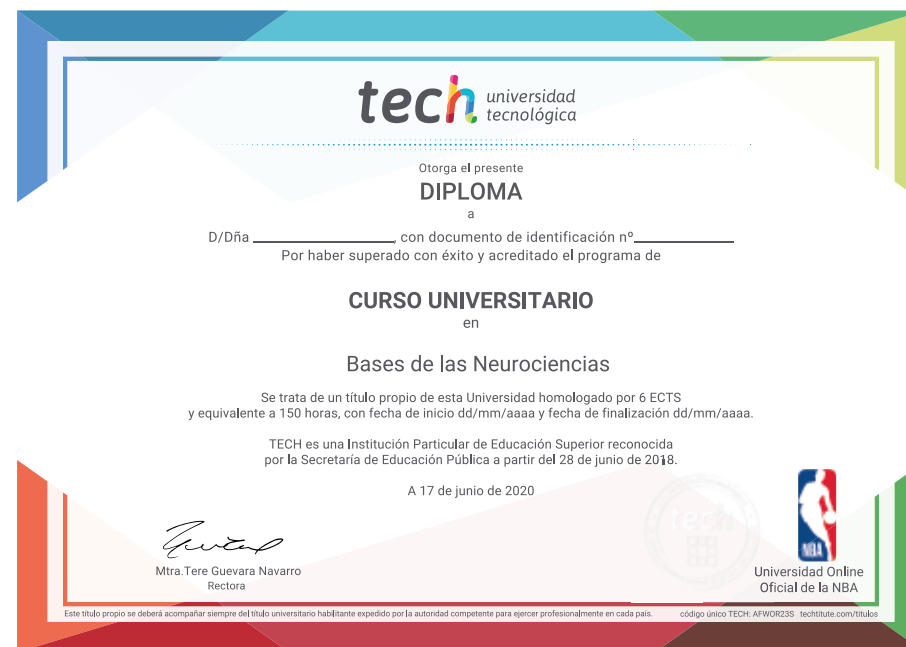 tech universidad
tecnológica
Otorga el presente
DIPLOMA
a
D/Dña ____________, con documento de identificación nº____________
Por haber superado con éxito y acreditado el programa de
CURSO UNIVERSITARIO
en
Bases de las Neurociencias
Se trata de un título propio de esta Universidad homologado por 6 ECTS
y equivalente a 150 horas, con fecha de inicio dd/mm/aaaa y fecha de finalización dd/mm/aaaa.
TECH es una Institución Particular de Educación Superior reconocida
por la Secretaría de Educación Pública a partir del 28 de junio de 2018.
A 17 de junio de 2020
tech
Mtra.Tere Guevara Navarro
Rectora
NBA
Universidad Online
Oficial de la NBA
Este título propio se deberá acompañar siempre del título universitario habilitante expedido por la autoridad competente para ejercer profesionalmente en cada país. código único TECH: AFWOR23S techtitute.com/titulos